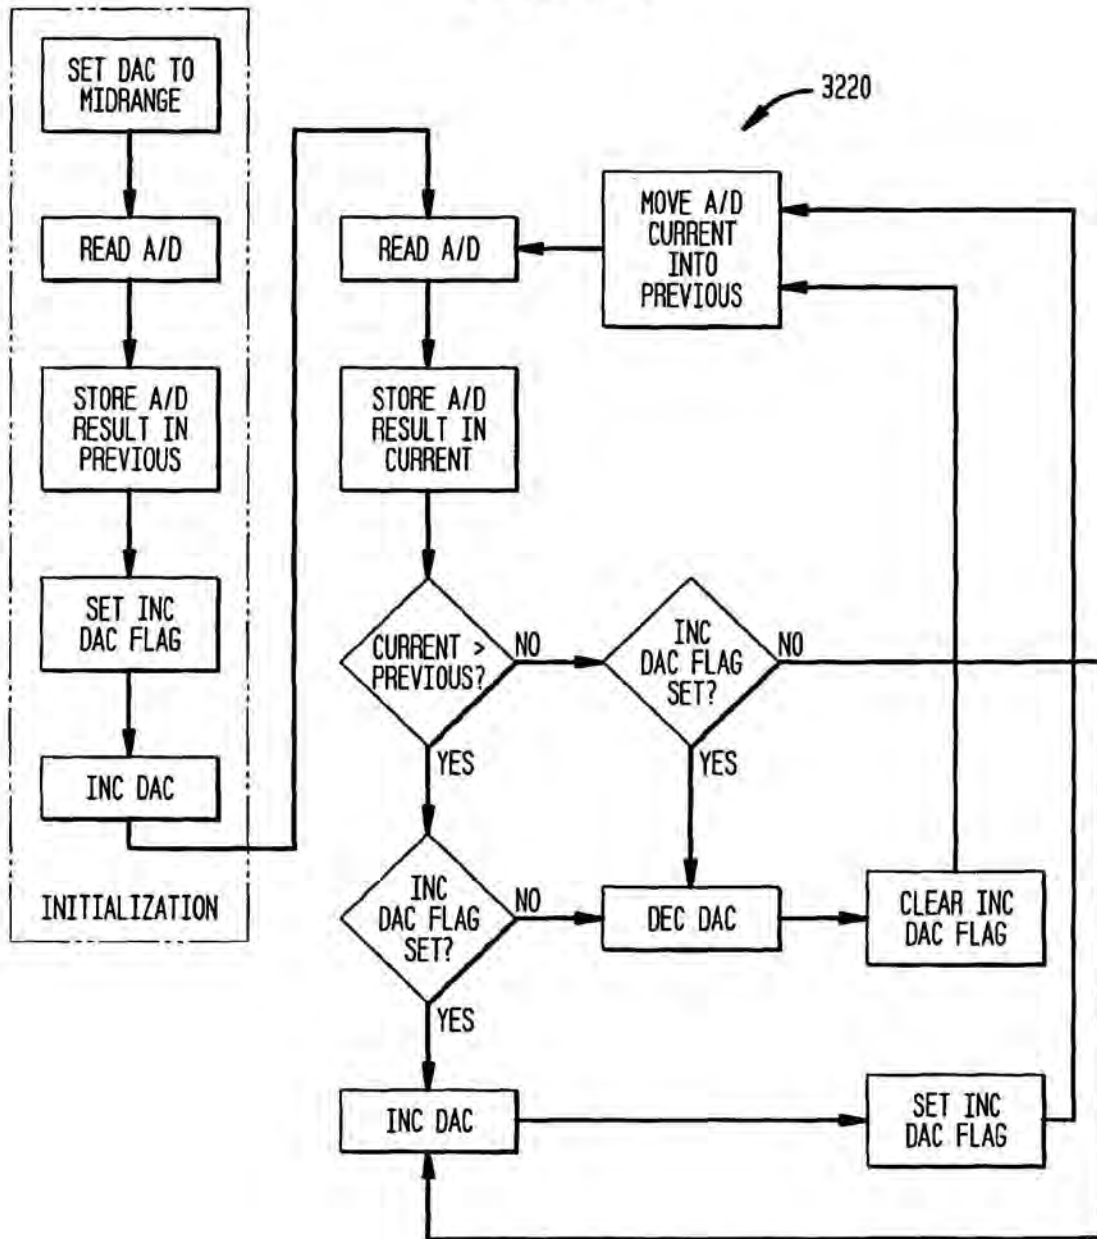 SET DAC TO
MIDRANGE
READ A/D
STORE A/D
RESULT IN
PREVIOUS
SET INC
DAC FLAG
INC DAC
INITIALIZATION
3220
READ A/D
MOVE A/D
CURRENT
INTO
PREVIOUS
STORE A/D
RESULT IN
CURRENT
CURRENT >
PREVIOUS?
NO
YES
INC
DAC FLAG
SET?
NO
YES
INC
DAC FLAG
SET?
NO
YES
DEC DAC
CLEAR INC
DAC FLAG
INC DAC
SET INC
DAC FLAG